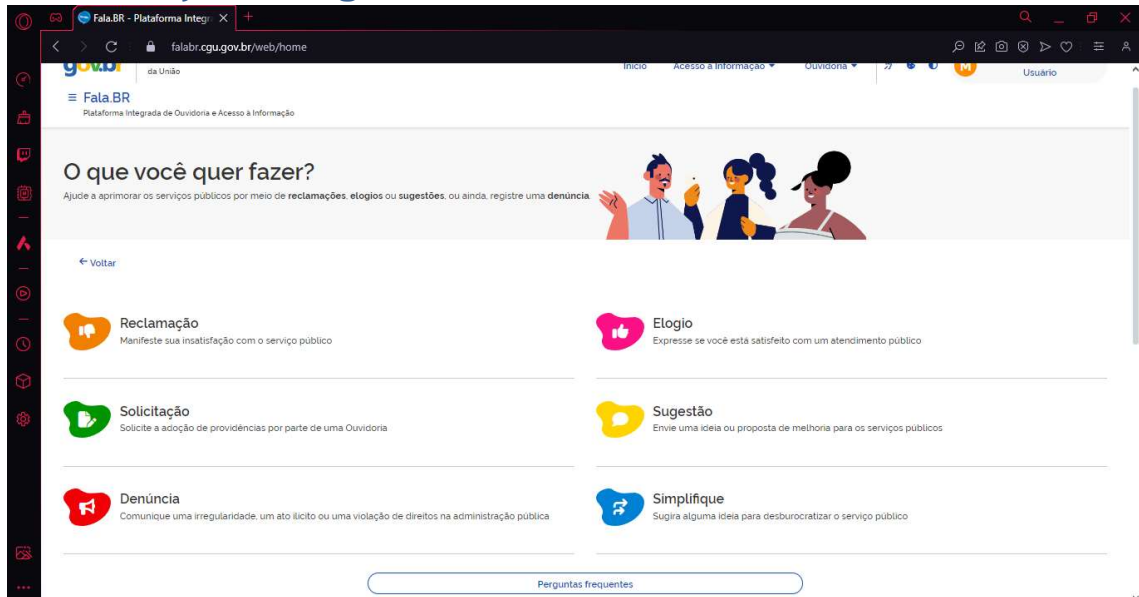 Fala.BR - Plataforma Integr
falabr.cgu.gov.br/web/home
gov.br
da União
Início
Acesso à Informação
Ouvidoria
M
Usuário
Fala.BR
Plataforma Integrada de Ouvidoria e Acesso à Informação
O que você quer fazer?
Ajude a aprimorar os serviços públicos por meio de reclamações, elogios ou sugestões, ou ainda, registre uma denúncia.
Voltar
Reclamação
Manifeste sua insatisfação com o serviço público
Elogio
Expresse se você está satisfeito com um atendimento público
Solicitação
Solicite a adoção de providências por parte de uma Ouvidoria
Sugestão
Envie uma ideia ou proposta de melhoria para os serviços públicos
Denúncia
Comunique uma irregularidade, um ato ilícito ou uma violação de direitos na administração pública
Simplifique
Sugira alguma ideia para desburocratizar o serviço público
Perguntas frequentes